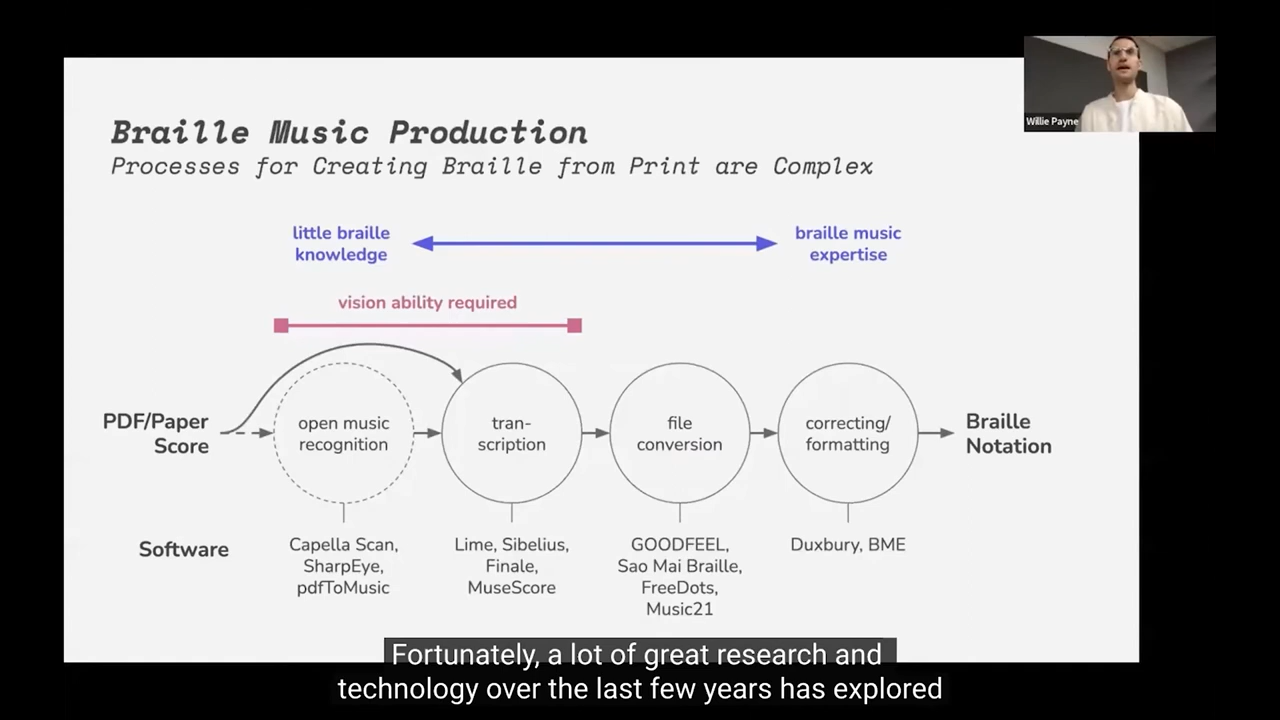 Willie Payne
Braille Music Production
Processes for Creating Braille from Print are Complex
little braille
knowledge
braille music
expertise
vision ability required
PDF/Paper
Score
open music
recognition
tran-
scription
file
conversion
correcting/
formatting
Braille
Notation
Software
Capella Scan,
SharpEye,
pdfToMusic
Lime, Sibelius,
Finale,
MuseScore
GOODFEEL,
Sao Mai Braille,
FreeDots,
Music21
Duxbury, BME
Fortunately, a lot of great research and
technology over the last few years has explored